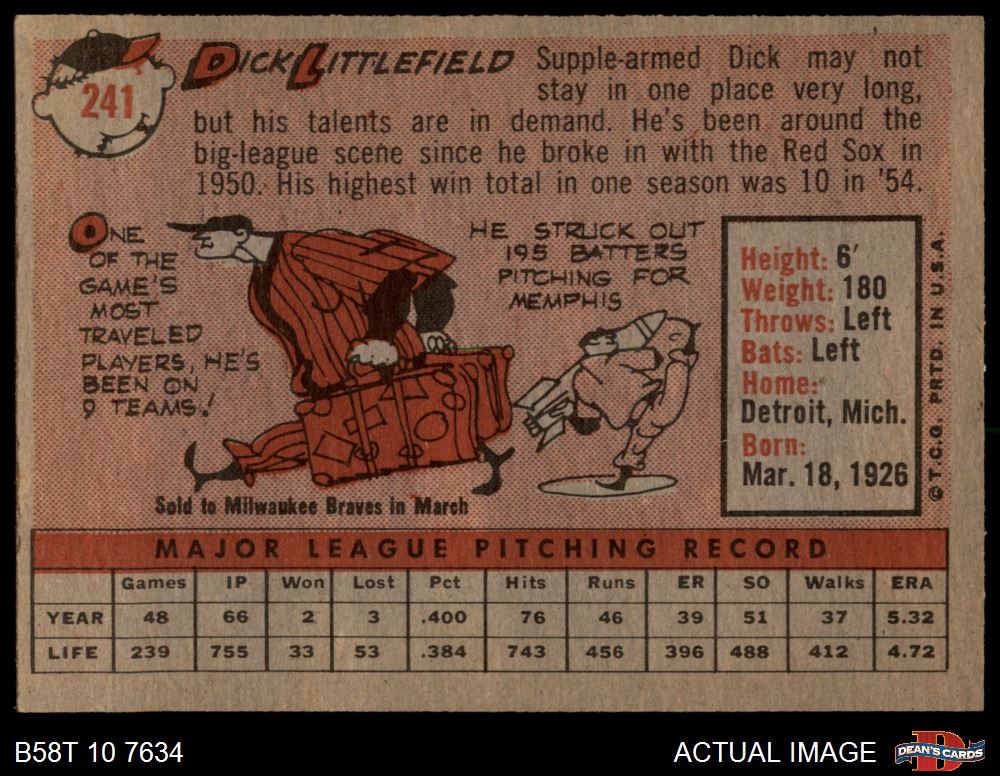 241
DICK LITTLEFIELD Supple-armed Dick may not
stay in one place very long,
but his talents are in demand. He's been around the
big-league scene since he broke in with the Red Sox in
1950. His highest win total in one season was 10 in '54.
ONE
OF THE
GAME'S
MOST
TRAVELED
PLAYERS, HE'S
BEEN ON
9 TEAMS!
HE STRUCK OUT
195 BATTERS
PITCHING FOR
MEMPHIS
Sold to Milwaukee Braves in March
Height: 6'
Weight: 180
Throws: Left
Bats: Left
Home:
Detroit, Mich.
Born:
Mar. 18, 1926
© T.C.G. PRTD. IN U.S.A.
MAJOR LEAGUE PITCHING RECORD
Games IP Won Lost Pct Hits Runs ER SO Walks ERA
YEAR 48 66 2 3 .400 76 46 39 51 37 5.32
LIFE 239 755 33 53 .384 743 456 396 488 412 4.72
B58T 10 7634
ACTUAL IMAGE
DEAN'S CARDS